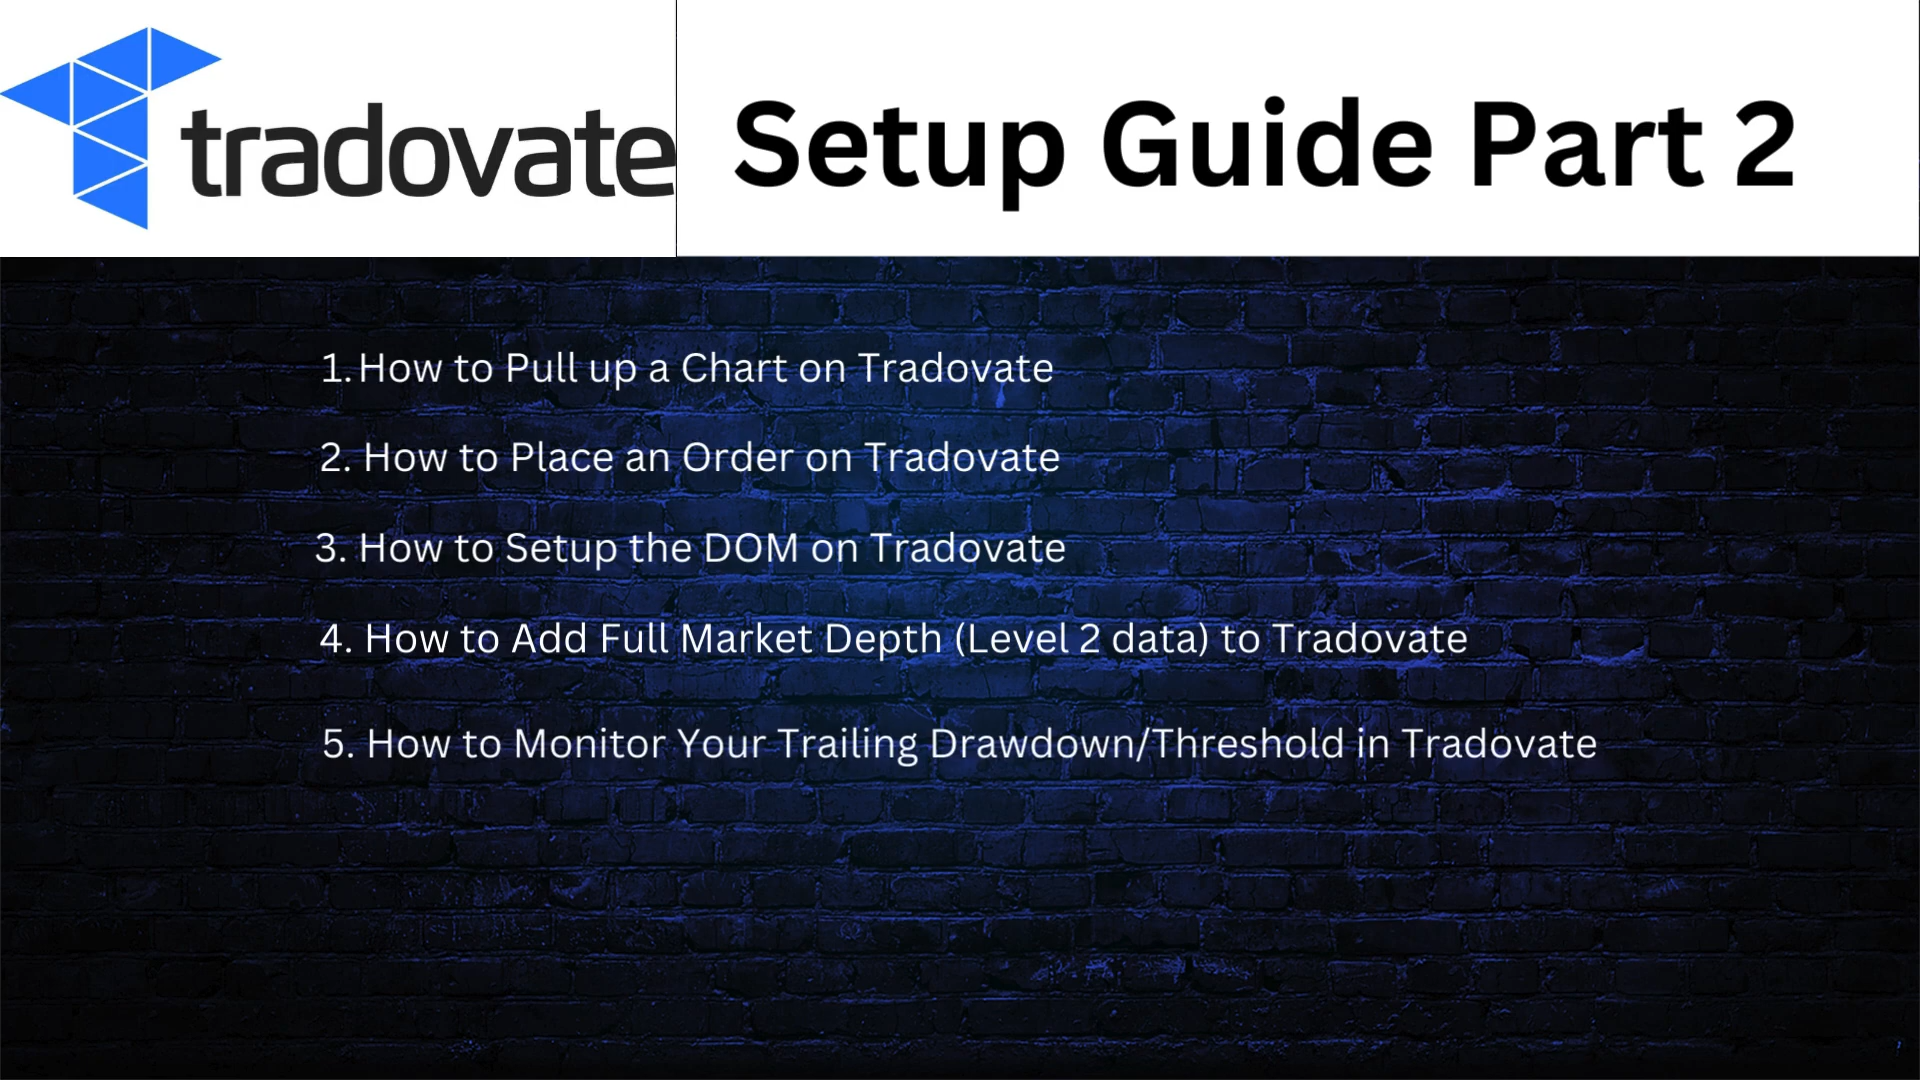 tradovate
Setup Guide Part 2
1. How to Pull up a Chart on Tradovate
2. How to Place an Order on Tradovate
3. How to Setup the DOM on Tradovate
4. How to Add Full Market Depth (Level 2 data) to Tradovate
5. How to Monitor Your Trailing Drawdown/Threshold in Tradovate